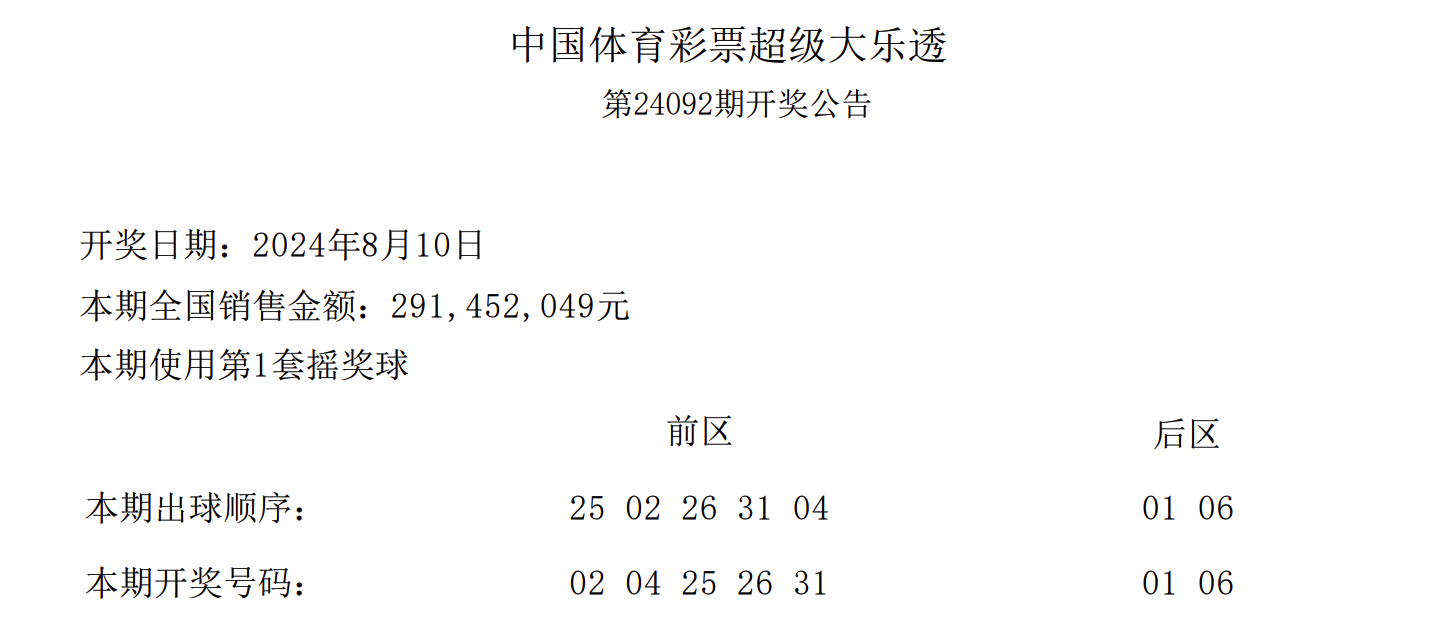 中国体育彩票超级大乐透
第24092期开奖公告
开奖日期：2024年8月10日
本期全国销售金额：291,452,049元
本期使用第1套摇奖球
前区 后区
本期出球顺序： 25 02 26 31 04 01 06
本期开奖号码： 02 04 25 26 31 01 06